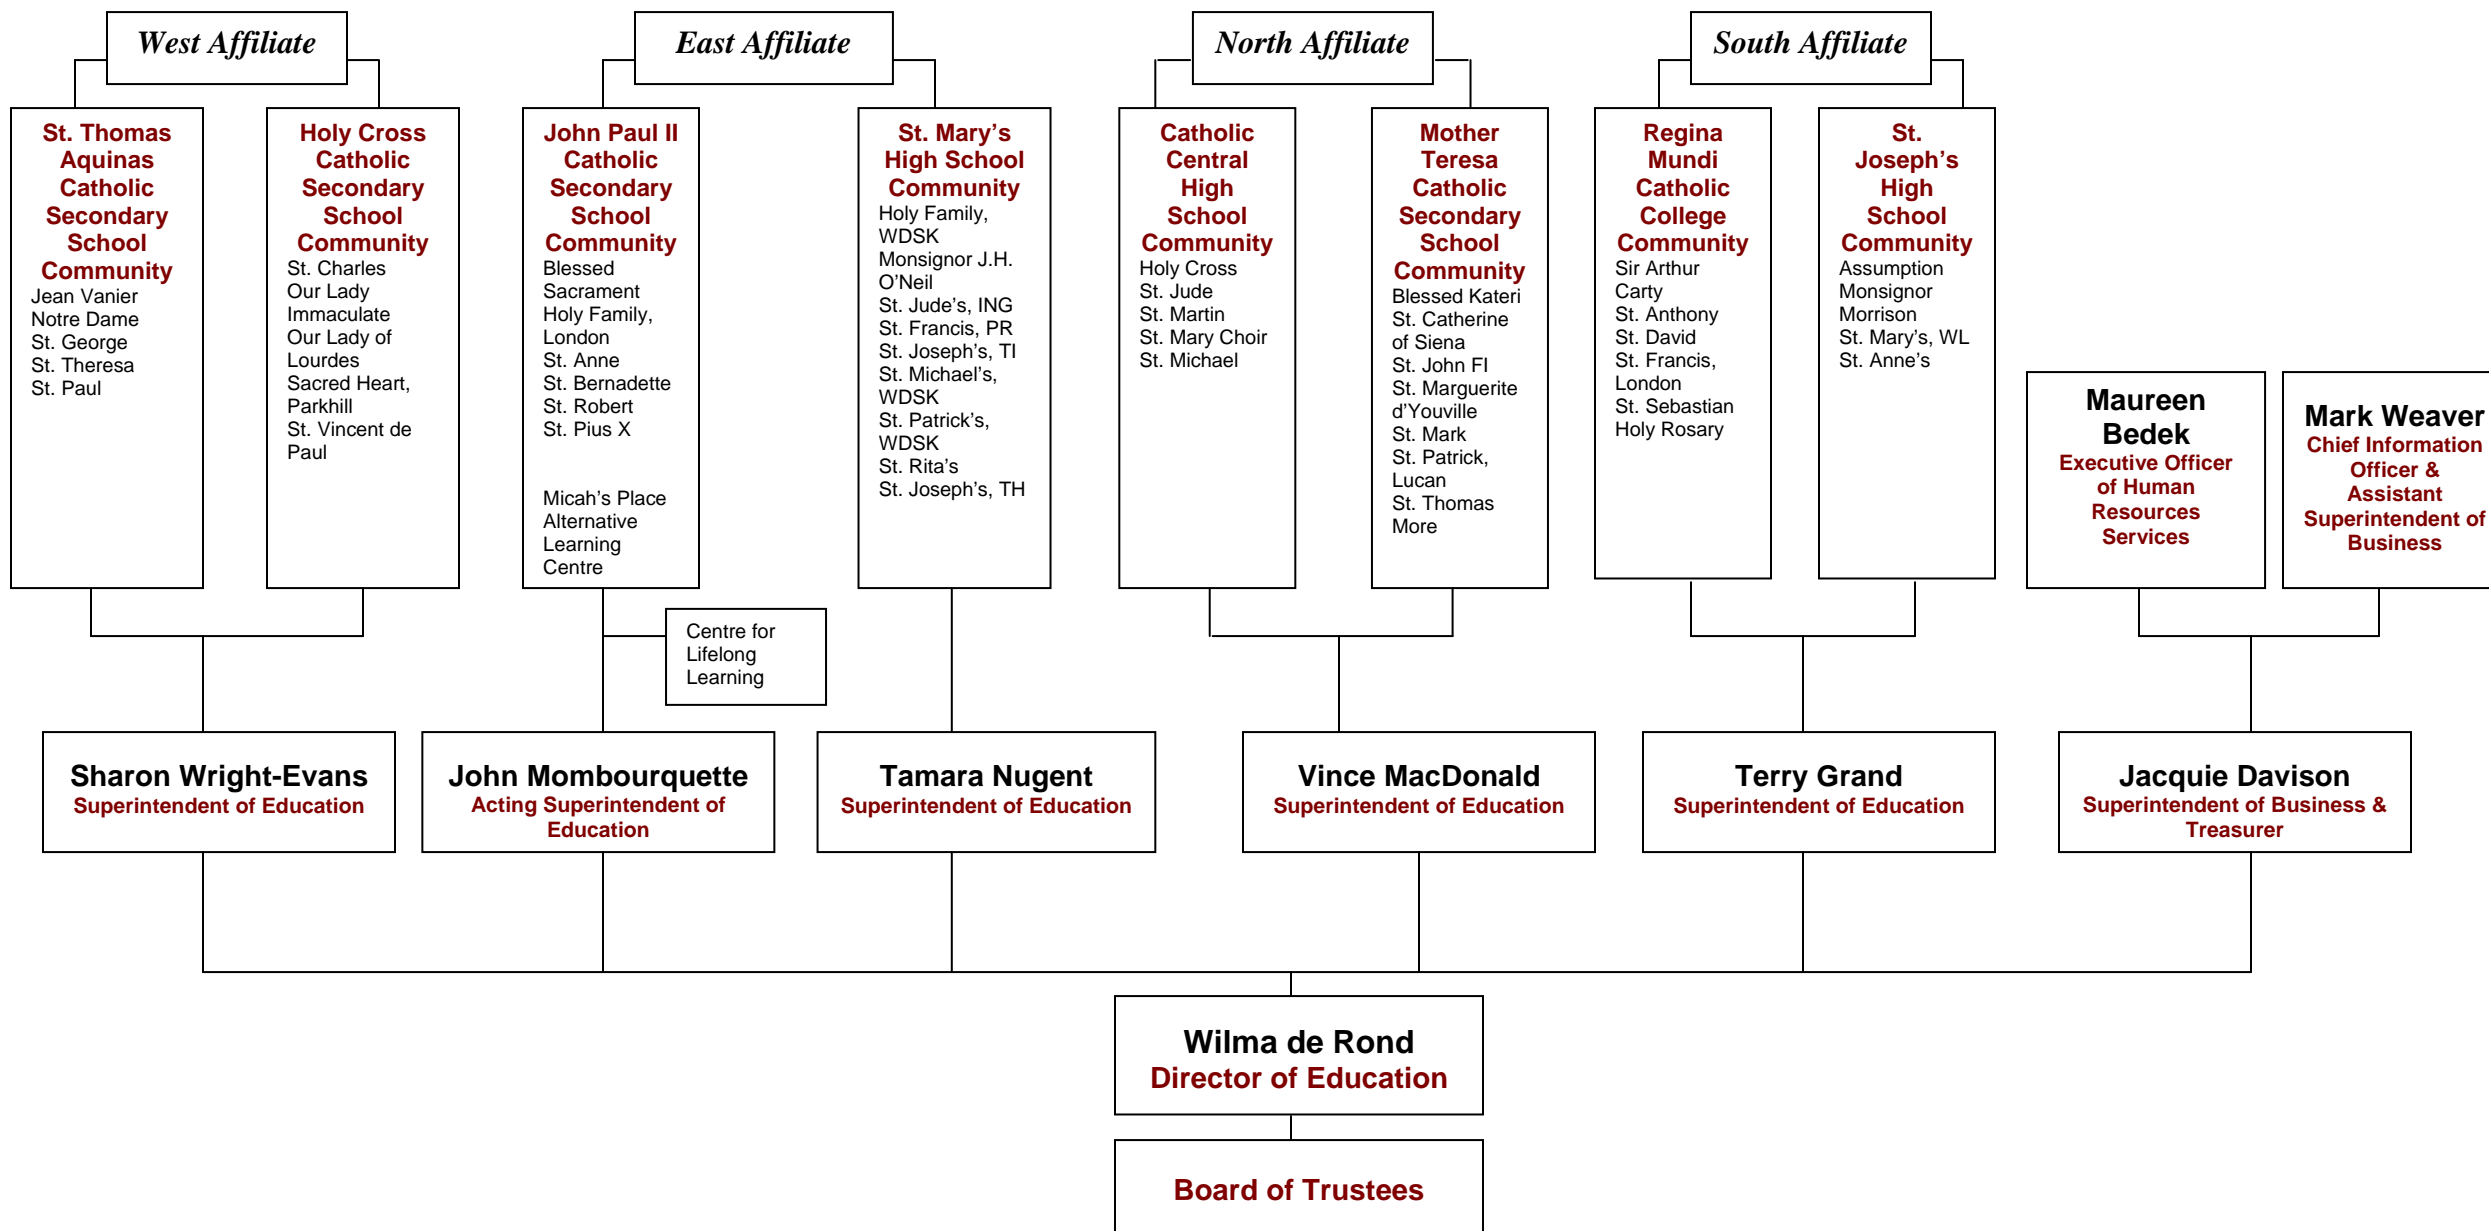 West Affiliate
East Affiliate
North Affiliate
South Affiliate
St. Thomas
Aquinas
Catholic
Secondary
School
Community
Jean Vanier
Notre Dame
St. George
St. Theresa
St. Paul
Holy Cross
Catholic
Secondary
School
Community
St. Charles
Our Lady
Immaculate
Our Lady of
Lourdes
Sacred Heart,
Parkhill
St. Vincent de
Paul
John Paul II
Catholic
Secondary
School
Community
Blessed
Sacrament
Holy Family,
London
St. Anne
St. Bernadette
St. Robert
St. Pius X
Micah’s Place
Alternative
Learning
Centre
St. Mary’s
High School
Community
Holy Family,
WDSK
Monsignor J.H.
O’Neil
St. Jude’s, ING
St. Francis, PR
St. Joseph’s, TI
St. Michael’s,
WDSK
St. Patrick’s,
WDSK
St. Rita’s
St. Joseph’s, TH
Catholic
Central
High
School
Community
Holy Cross
St. Jude
St. Martin
St. Mary Choir
St. Michael
Mother
Teresa
Catholic
Secondary
School
Community
Blessed Kateri
St. Catherine
of Siena
St. John FI
St. Marguerite
d’Youville
St. Mark
St. Patrick,
Lucan
St. Thomas
More
Regina
Mundi
Catholic
College
Community
Sir Arthur
Carty
St. Anthony
St. David
St. Francis,
London
St. Sebastian
Holy Rosary
St.
Joseph’s
High
School
Community
Assumption
Monsignor
Morrison
St. Mary’s, WL
St. Anne’s
Maureen
Bedek
Executive Officer
of Human
Resources
Services
Mark Weaver
Chief Information
Officer &
Assistant
Superintendent of
Business
Centre for
Lifelong
Learning
Sharon Wright-Evans
Superintendent of Education
John Mombourquette
Acting Superintendent of
Education
Tamara Nugent
Superintendent of Education
Vince MacDonald
Superintendent of Education
Terry Grand
Superintendent of Education
Jacquie Davison
Superintendent of Business &
Treasurer
Wilma de Rond
Director of Education
Board of Trustees